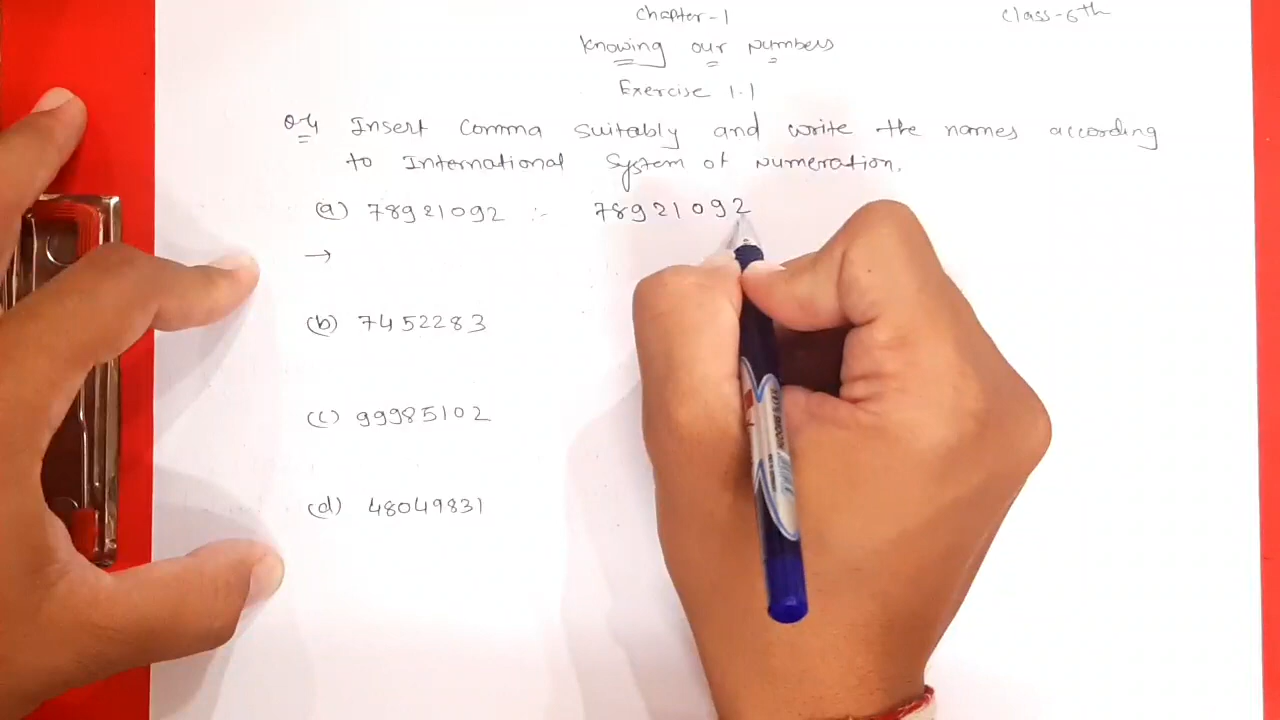 Chapter-1
Class-6th
Knowing our numbers
Exercise 1.1
Q-4 Insert Comma suitably and write the names according
to International System of Numeration.
(a) 78921092 :- 78921092
→
(b) 7452283
(c) 99985102
(d) 48049831